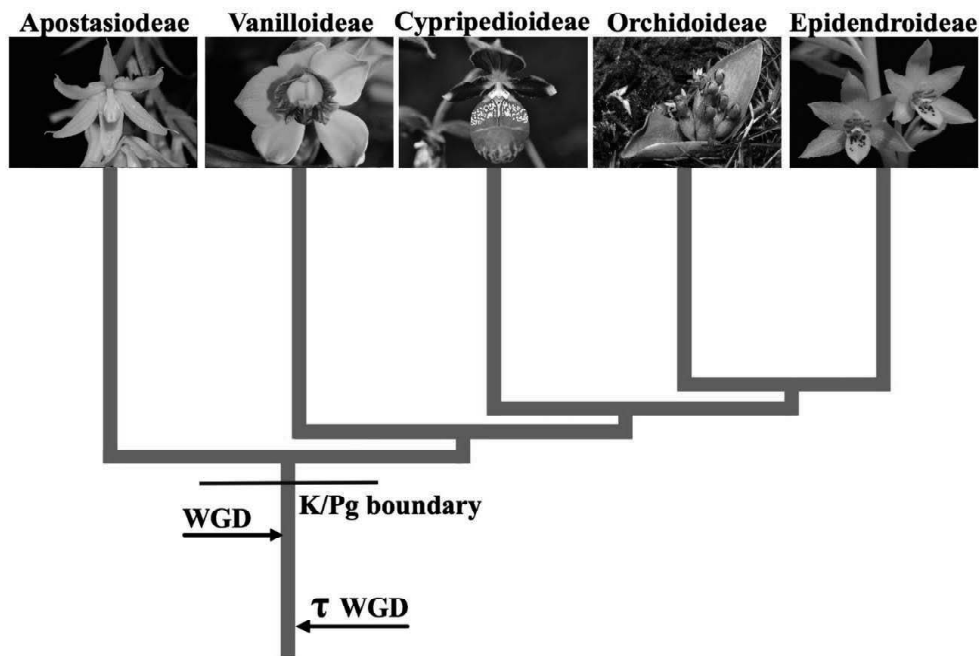 Apostasiodeae Vanilloideae Cypripedioideae Orchidoideae Epidendroideae
K/Pg boundary
WGD
τ WGD